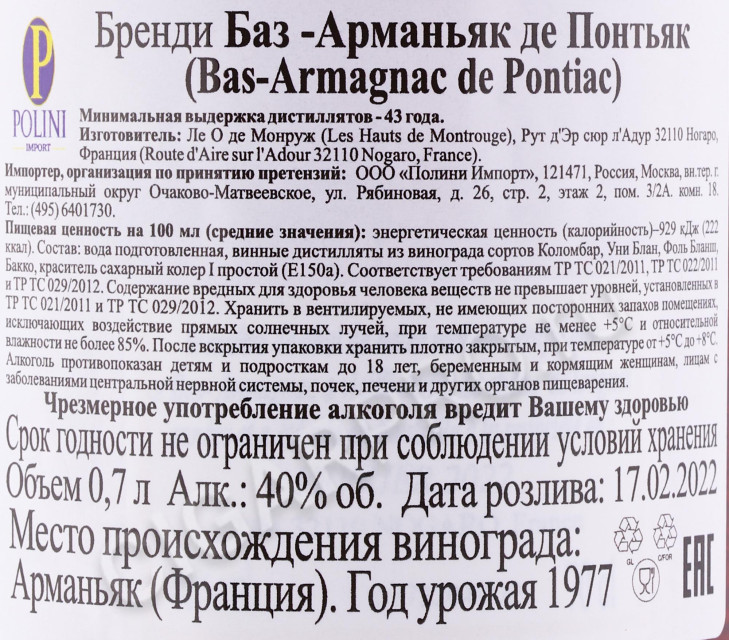 P
POLINI
IMPORT
Бренди Баз -Арманьяк де Понтьяк
(Bas-Armagnac de Pontiac)
Минимальная выдержка дистиллятов - 43 года.
Изготовитель: Ле О де Монруж (Les Hauts de Montrouge), Рут д'Эр сюр л'Адур 32110 Ногаро,
Франция (Route d'Aire sur l'Adour 32110 Nogaro, France).
Импортер, организация по принятию претензий: ООО «Полини Импорт», 121471, Россия, Москва, вн.тер. г.
муниципальный округ Очаково-Матвеевское, ул. Рябиновая, д. 26, стр. 2, этаж 2, пом. 3/2А. комн. 18.
Тел.: (495) 6401730.
Пищевая ценность на 100 мл (средние значения): энергетическая ценность (калорийность)–929 кДж (222
ккал). Состав: вода подготовленная, винные дистилляты из винограда сортов Коломбар, Уни Блан, Фоль Бланш,
Бакко, краситель сахарный колер I простой (Е150а). Соответствует требованиям ТР ТС 021/2011, ТР ТС 022/2011
и ТР ТС 029/2012. Содержание вредных для здоровья человека веществ не превышает уровней, установленных в
ТР ТС 021/2011 и ТР ТС 029/2012. Хранить в вентилируемых, не имеющих посторонних запахов помещениях,
исключающих воздействие прямых солнечных лучей, при температуре не менее +5°С и относительной
влажности не более 85%. После вскрытия упаковки хранить плотно закрытым, при температуре от +5°С до +8°С.
Алкоголь противопоказан детям и подросткам до 18 лет, беременным и кормящим женщинам, лицам с
заболеваниями центральной нервной системы, почек, печени и других органов пищеварения.
Чрезмерное употребление алкоголя вредит Вашему здоровью
Срок годности не ограничен при соблюдении условий хранения
Объем 0,7 л Алк.: 40% об. Дата розлива: 17.02.2022
Место происхождения винограда:
Арманьяк (Франция). Год урожая 1977
GL C/FOR
EAC